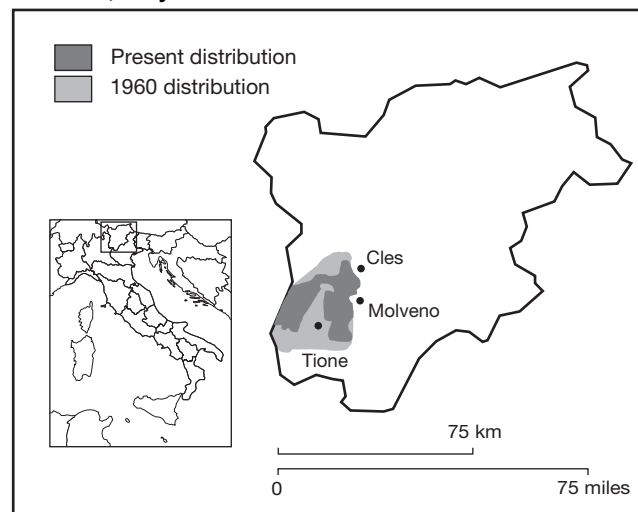 Present distribution
1960 distribution
Cles
Molveno
Tione
75 km
0
75 miles